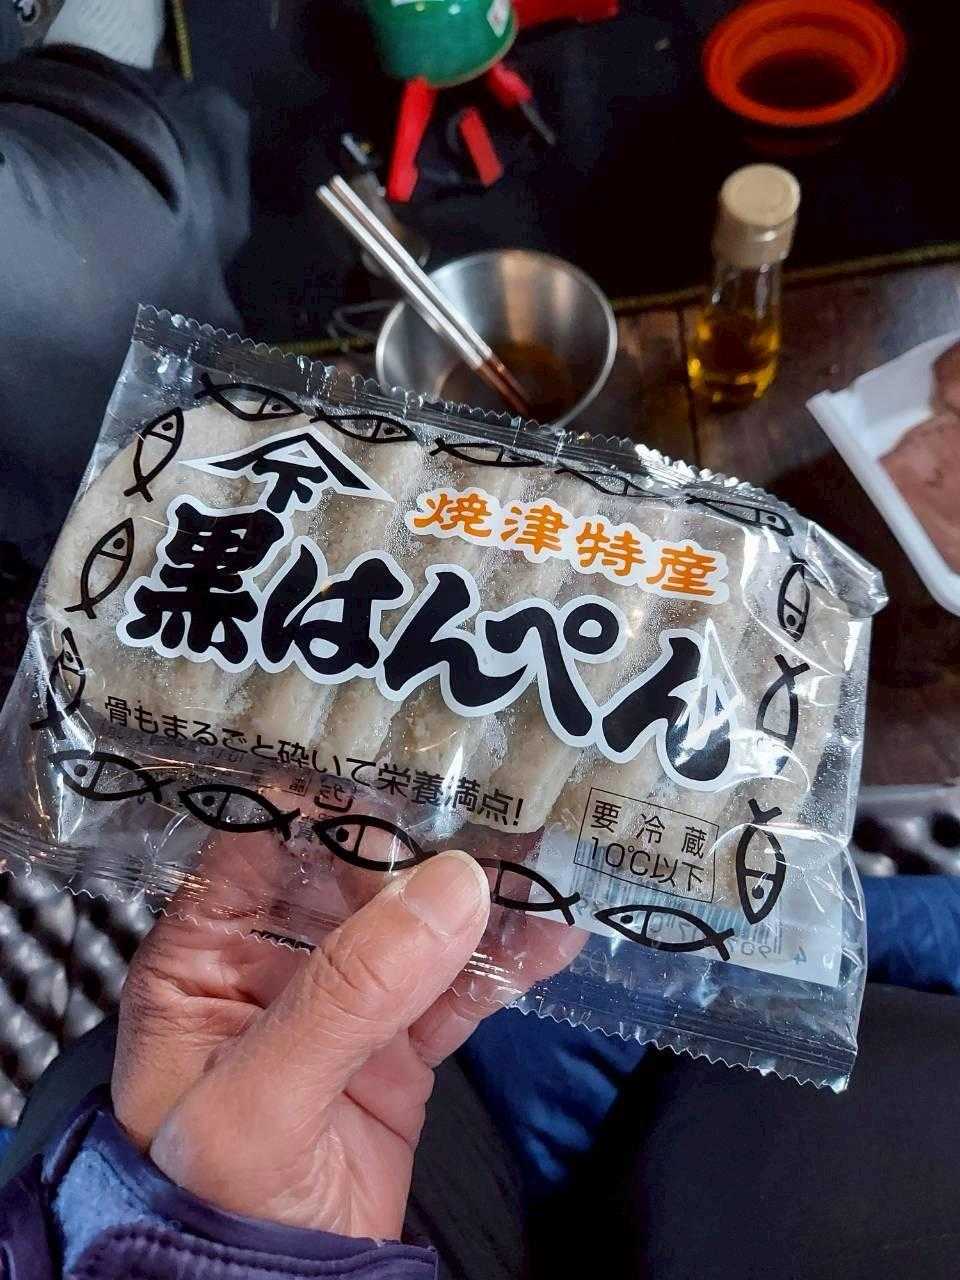 焼津特産
黒はんぺん
骨もまるごと砕いて栄養満点!
要冷蔵
10℃以下